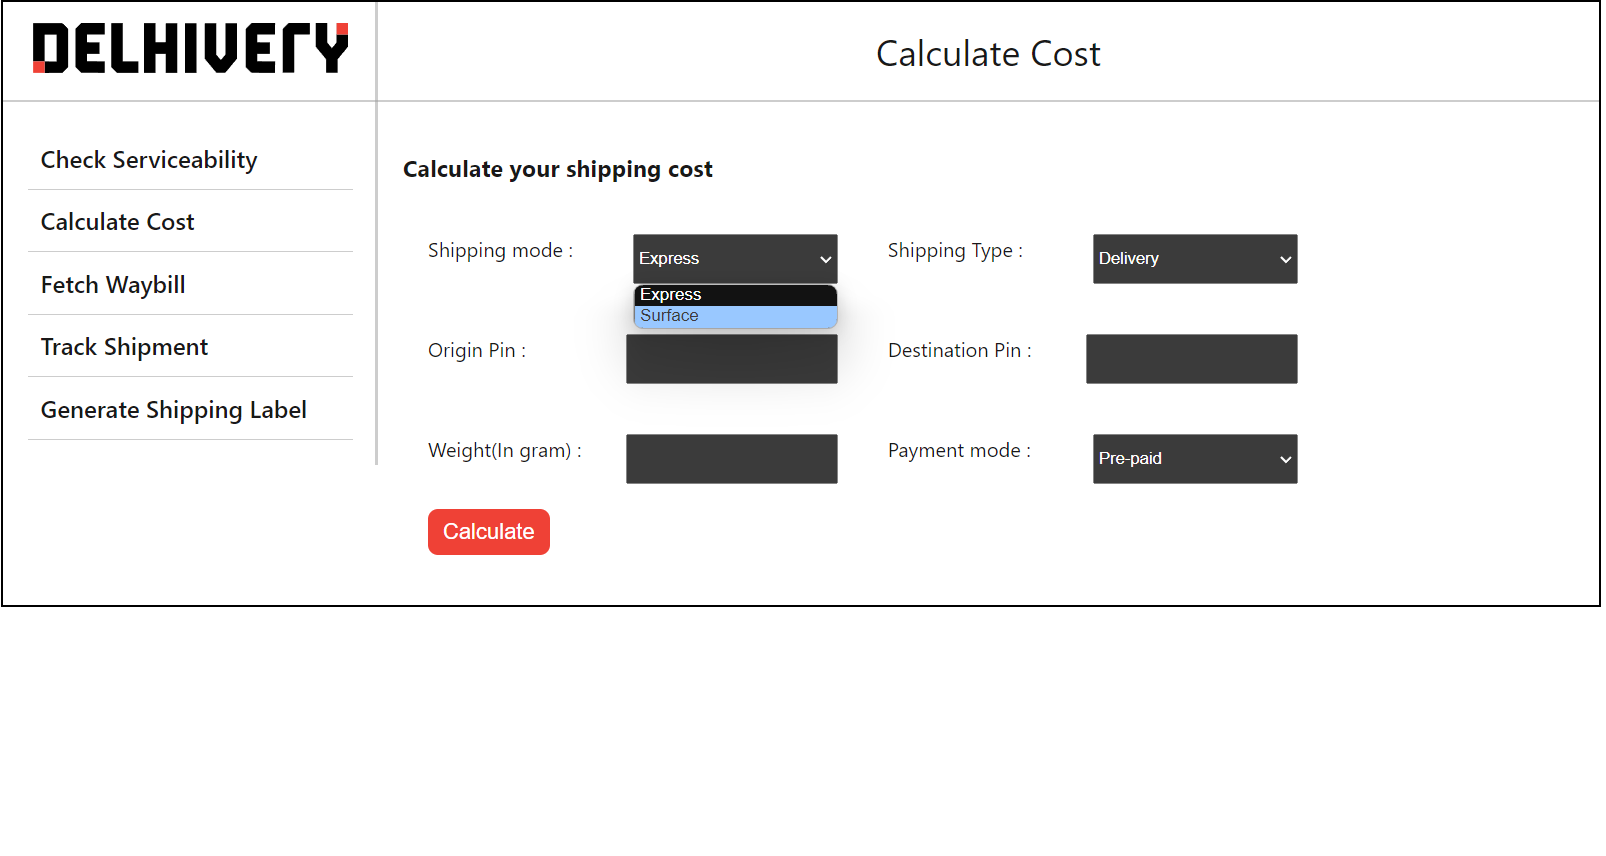 DELHIVERY
Calculate Cost
Check Serviceability
Calculate Cost
Fetch Waybill
Track Shipment
Generate Shipping Label
Calculate your shipping cost
Shipping mode : Express Shipping Type : Delivery
Express
Surface
Origin Pin : Destination Pin :
Weight(In gram) : Payment mode : Pre-paid
Calculate